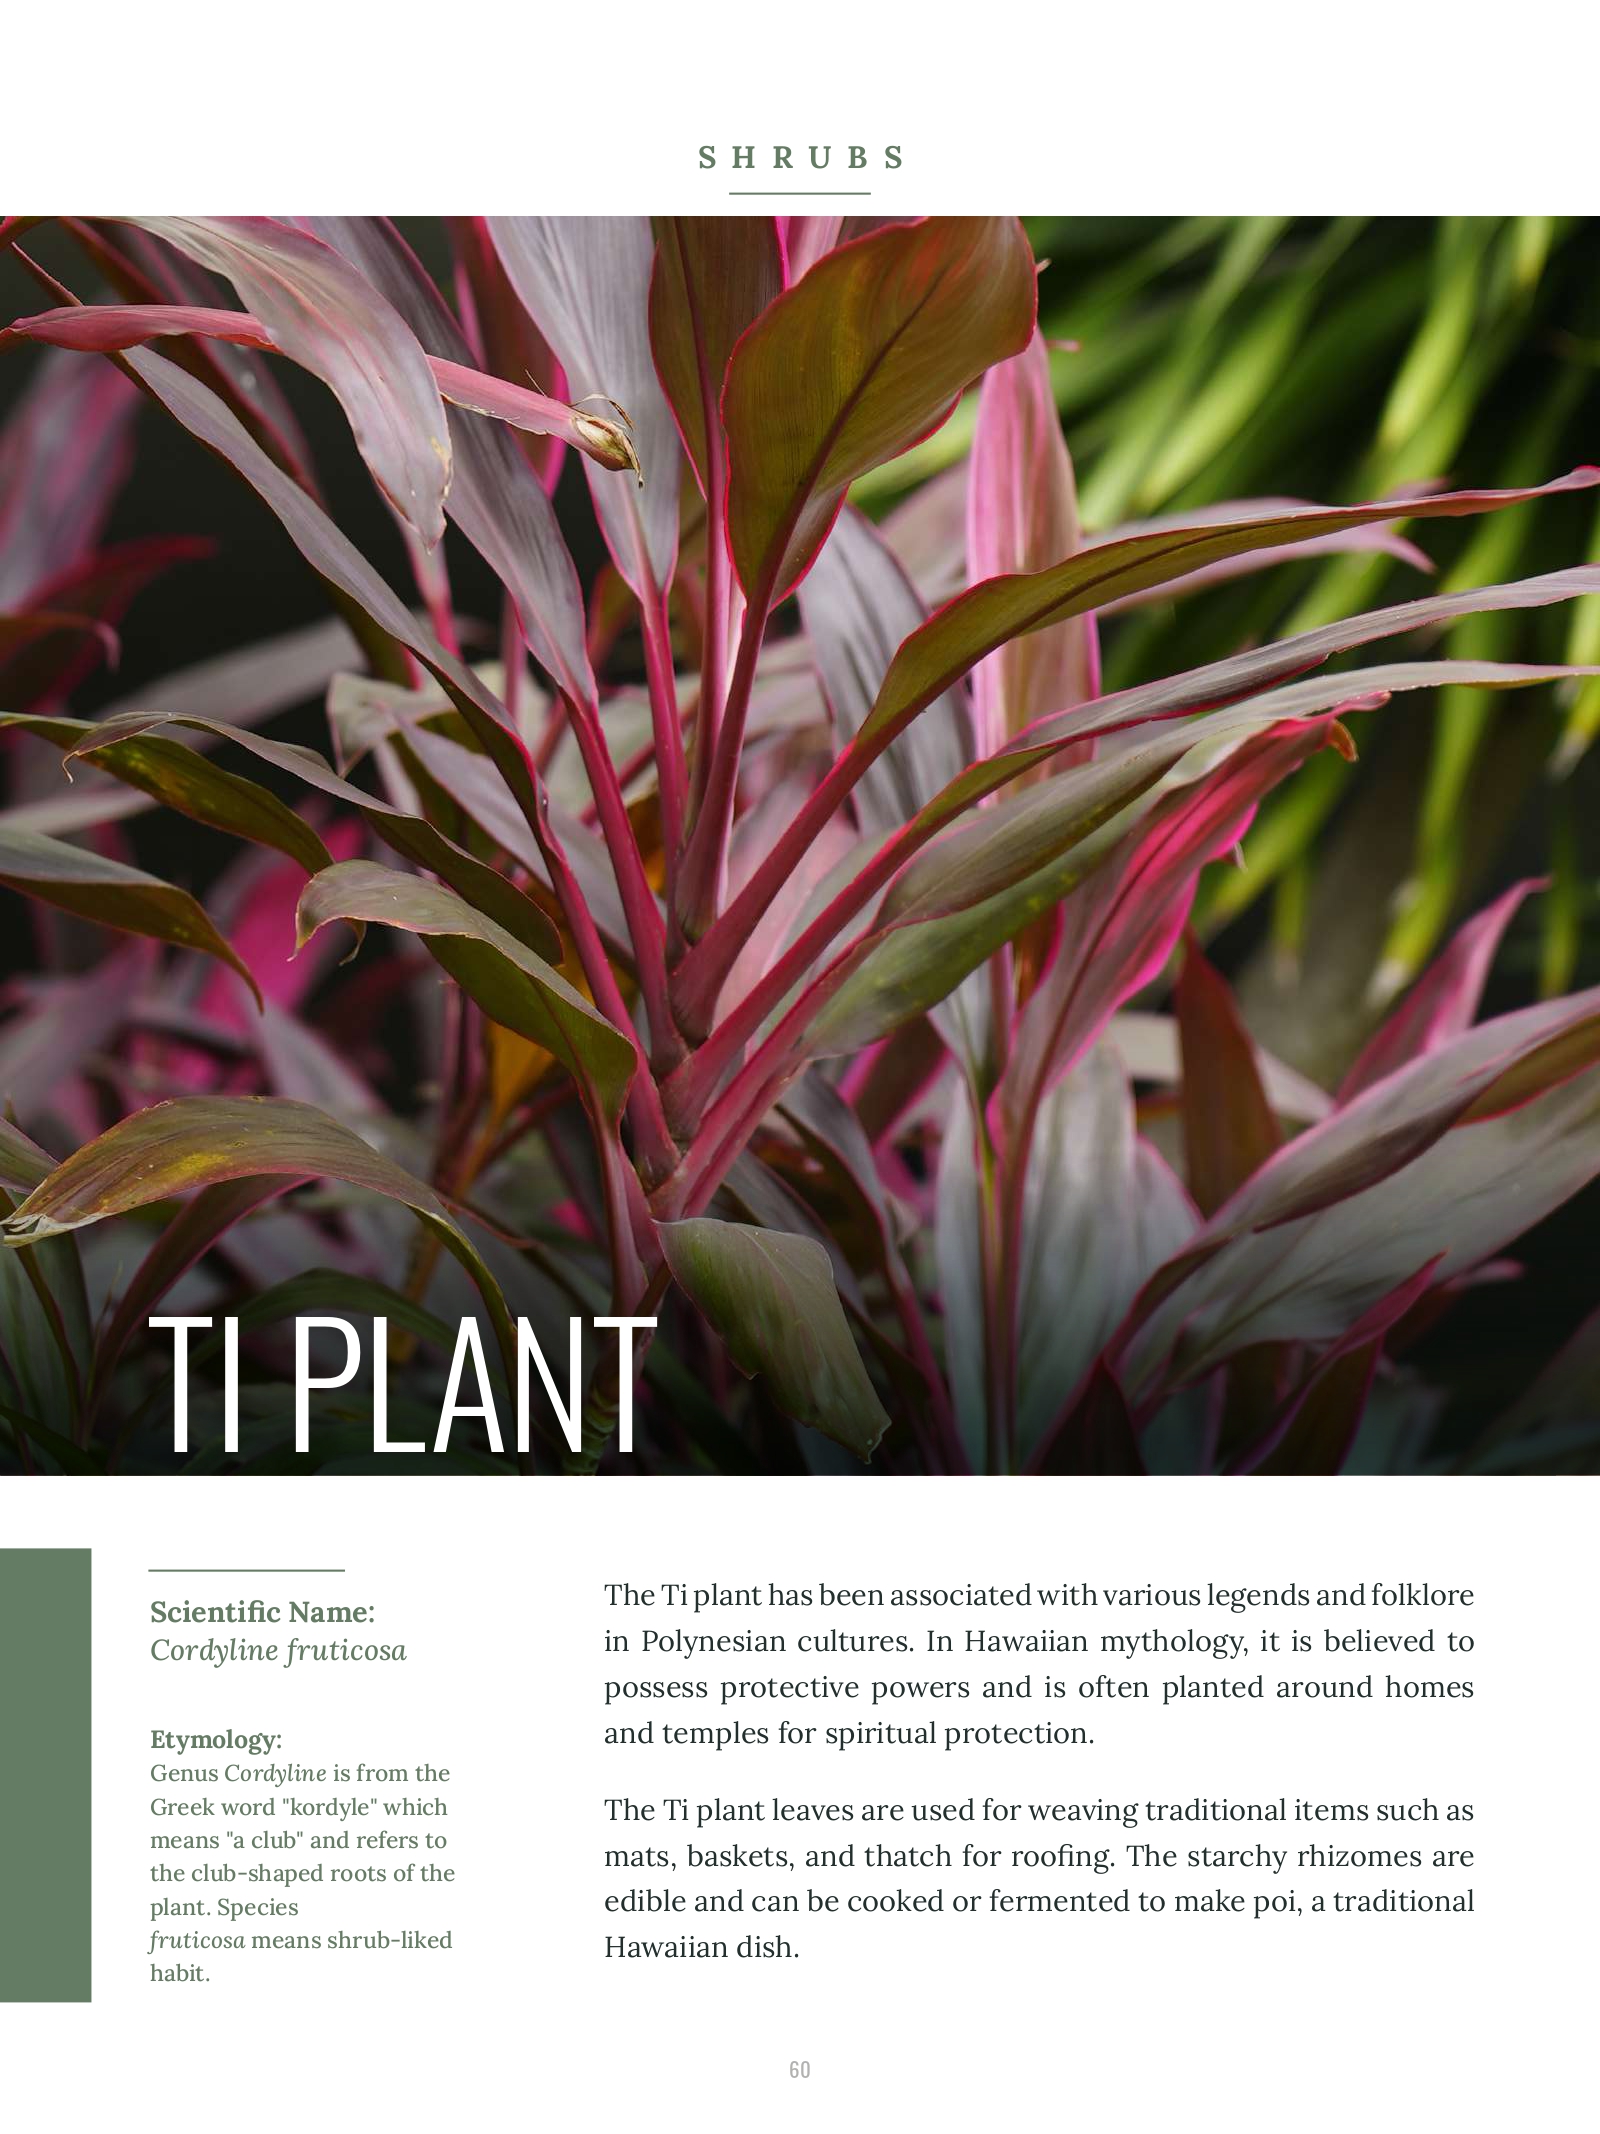 SHRUBS
TI PLANT
Scientific Name:
Cordyline fruticosa
Etymology:
Genus Cordyline is from the
Greek word "kordyle" which
means "a club" and refers to
the club-shaped roots of the
plant. Species
fruticosa means shrub-liked
habit.
The Ti plant has been associated with various legends and folklore
in Polynesian cultures. In Hawaiian mythology, it is believed to
possess protective powers and is often planted around homes
and temples for spiritual protection.
The Ti plant leaves are used for weaving traditional items such as
mats, baskets, and thatch for roofing. The starchy rhizomes are
edible and can be cooked or fermented to make poi, a traditional
Hawaiian dish.
60